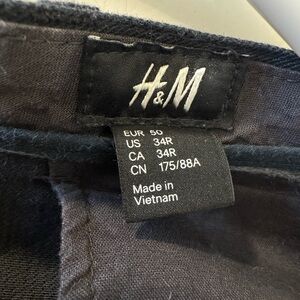 H&M
EUR 50
US 34R
CA 34R
CN 175/88A
Made in
Vietnam